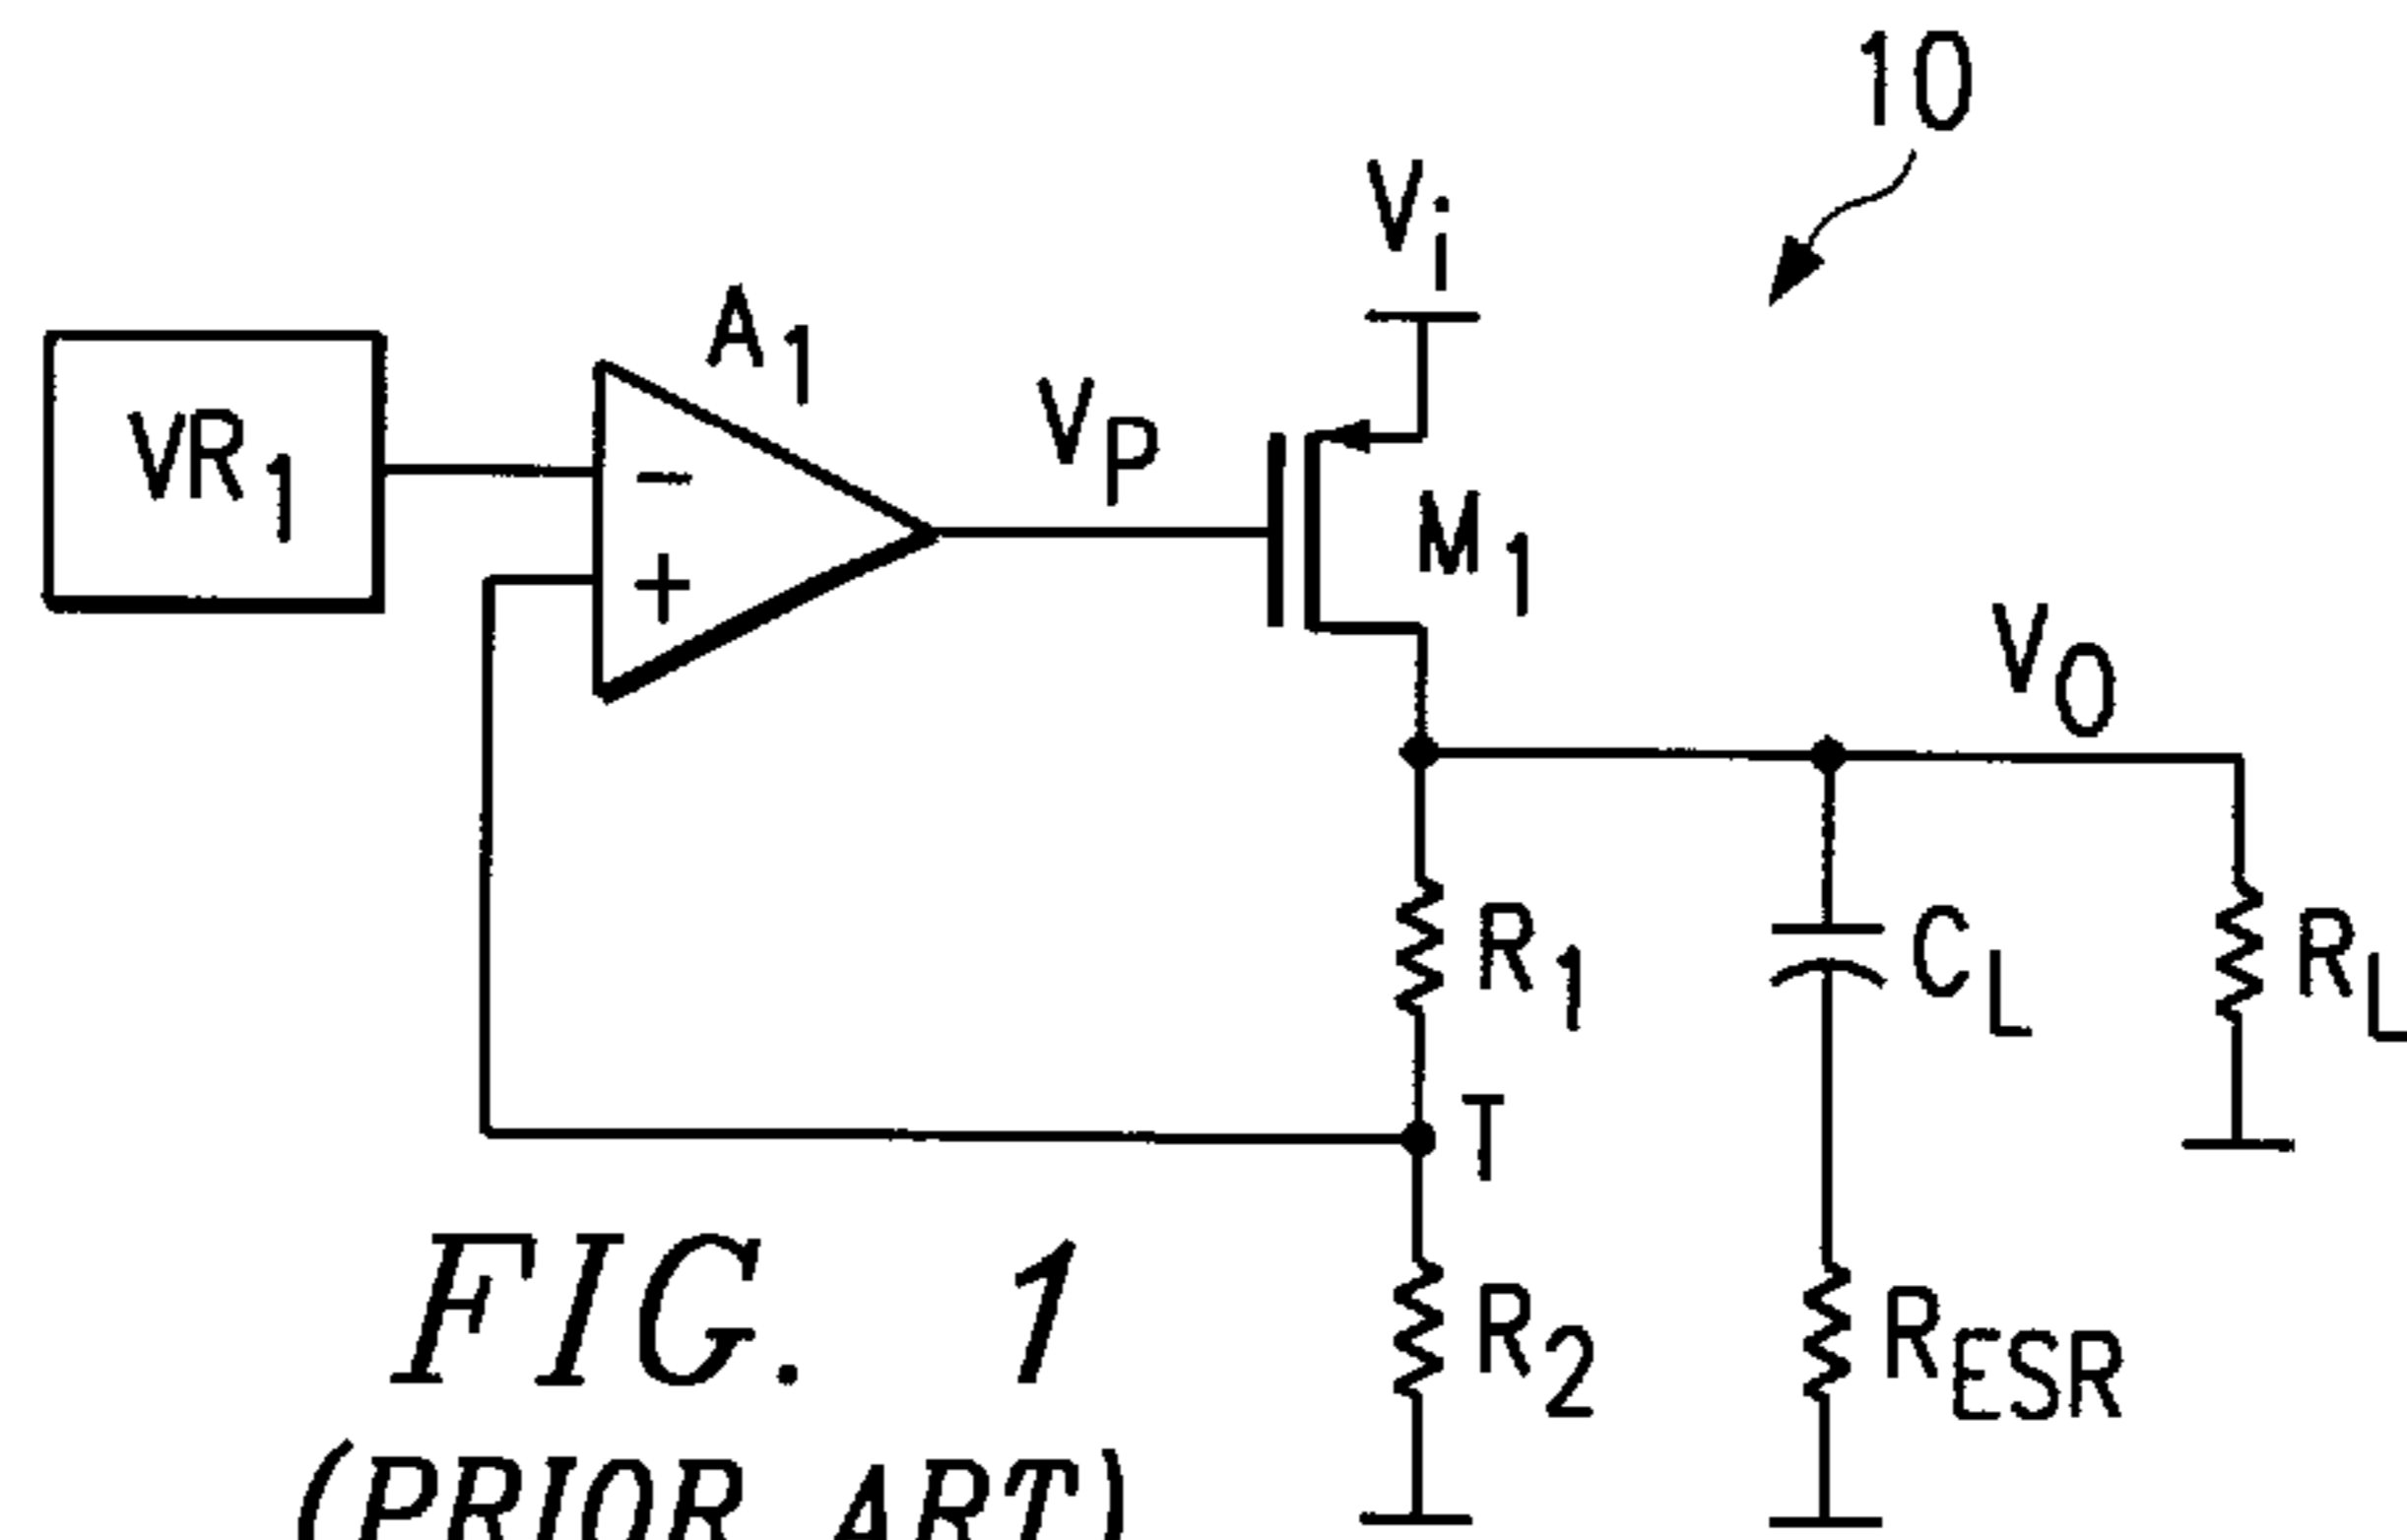 10
Vi
A1
VR1
VP
−
+
M1
VO
R1
CL
RL
T
R2
RESR
FIG. 1
(PRIOR ART)